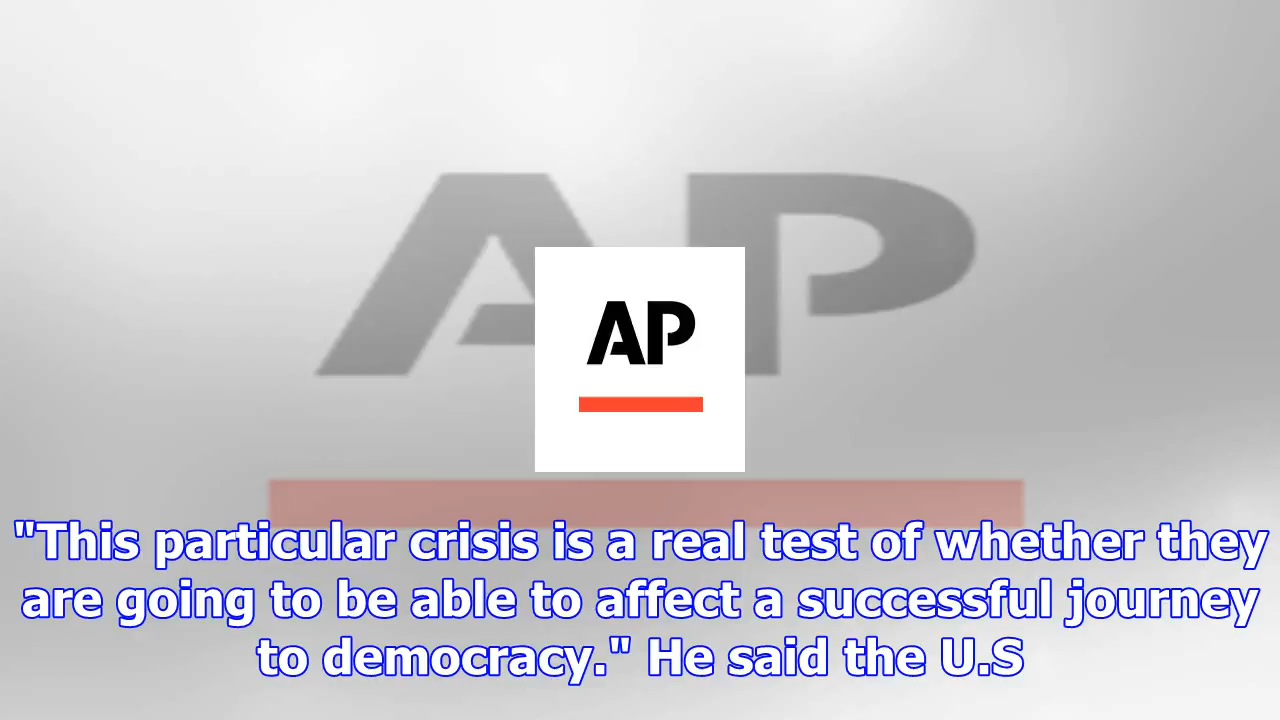 AP
AP
"This particular crisis is a real test of whether they
are going to be able to affect a successful journey
to democracy." He said the U.S